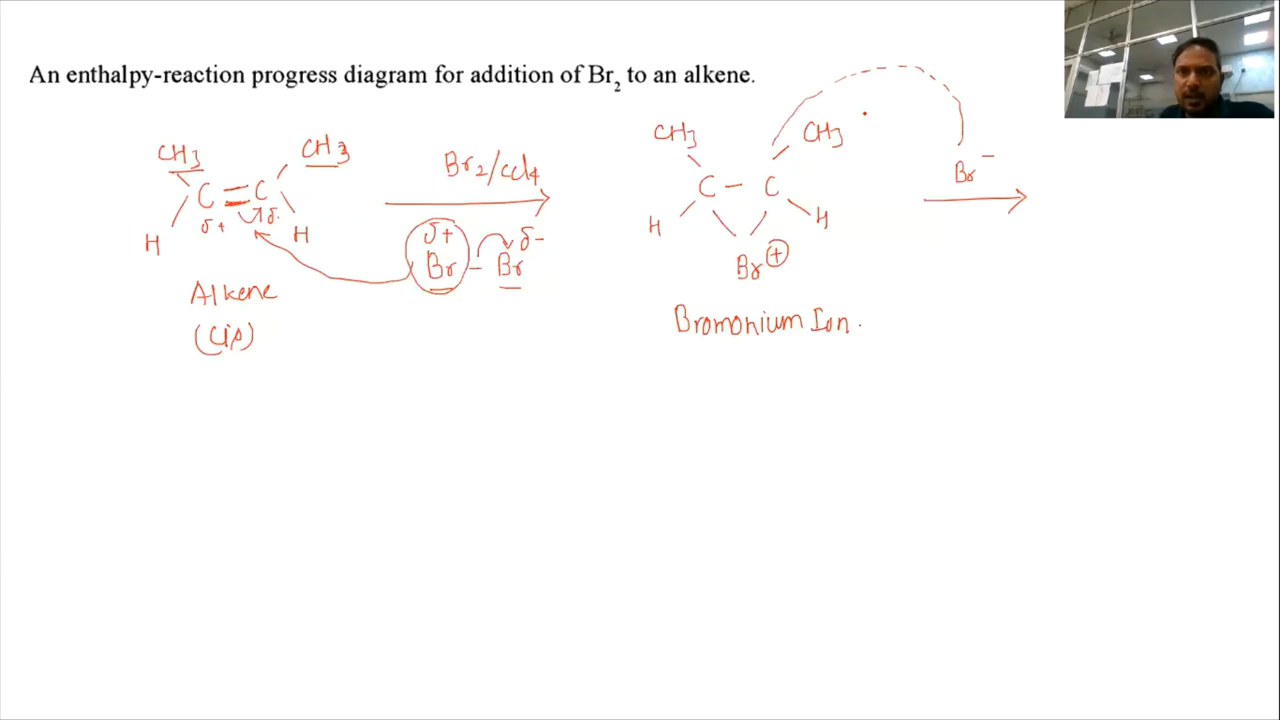 An enthalpy-reaction progress diagram for addition of Br₂ to an alkene.
CH3 CH3
C = C
δ+ δ-
H H
Alkene
(Cis)
Br2/CCl4
δ+ δ-
Br - Br
CH3 CH3
C - C
H H
Br⊕
Bromonium Ion.
Br⁻